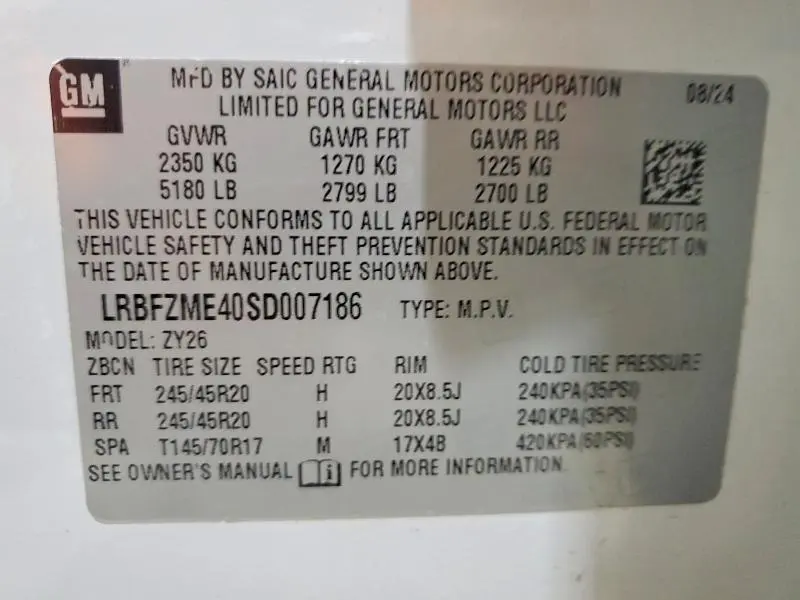 GM
MFD BY SAIC GENERAL MOTORS CORPORATION 08/24
LIMITED FOR GENERAL MOTORS LLC
GVWR GAWR FRT GAWR RR
2350 KG 1270 KG 1225 KG
5180 LB 2799 LB 2700 LB
THIS VEHICLE CONFORMS TO ALL APPLICABLE U.S. FEDERAL MOTOR
VEHICLE SAFETY AND THEFT PREVENTION STANDARDS IN EFFECT ON
THE DATE OF MANUFACTURE SHOWN ABOVE.
LRBFZME40SD007186 TYPE: M.P.V.
MODEL: ZY26
ZBCN TIRE SIZE SPEED RTG RIM COLD TIRE PRESSURE
FRT 245/45R20 H 20X8.5J 240KPA(35PSI)
RR 245/45R20 H 20X8.5J 240KPA(35PSI)
SPA T145/70R17 M 17X4B 420KPA(60PSI)
SEE OWNER'S MANUAL i FOR MORE INFORMATION.